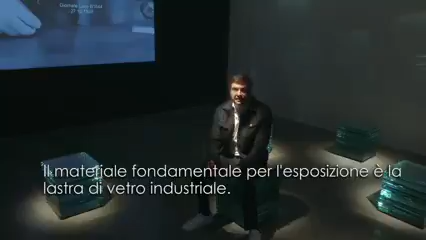 Il materiale fondamentale per l'esposizione è la
lastra di vetro industriale.